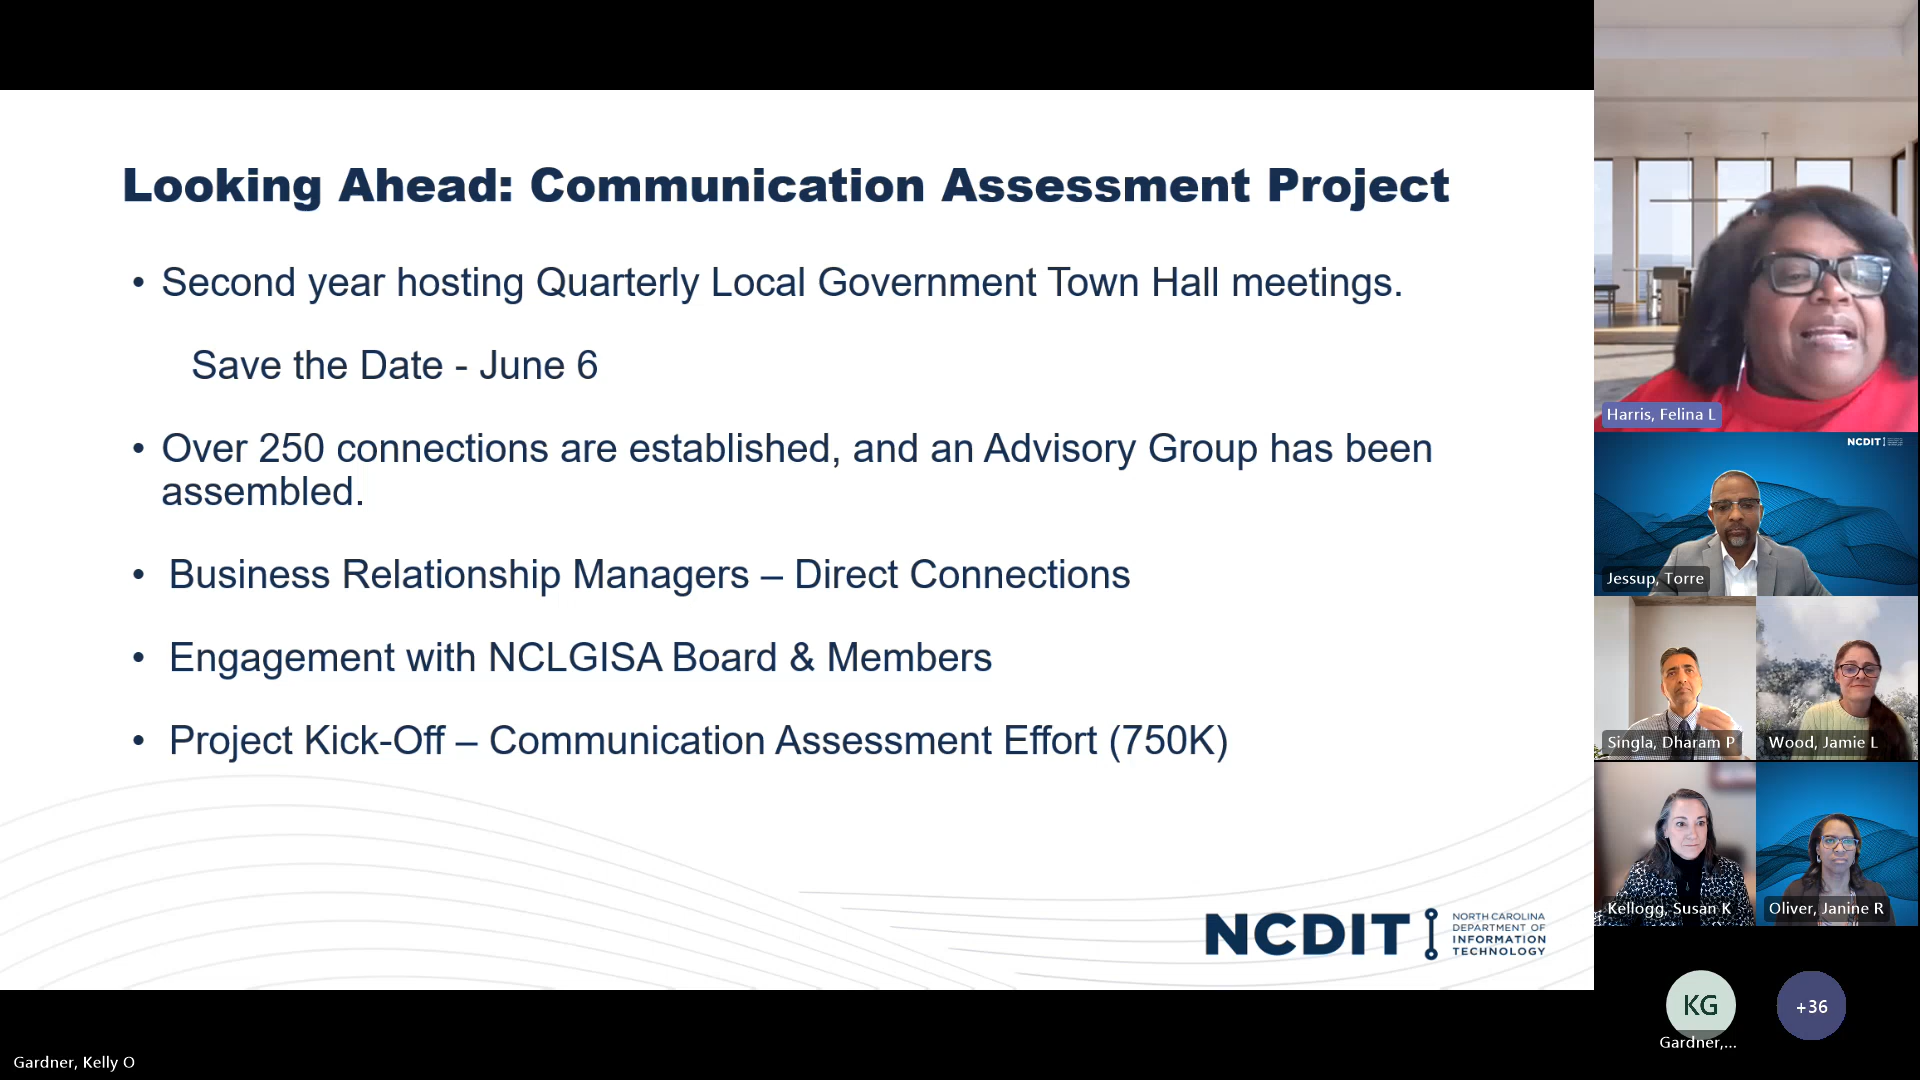 Looking Ahead: Communication Assessment Project
• Second year hosting Quarterly Local Government Town Hall meetings.
Save the Date - June 6
• Over 250 connections are established, and an Advisory Group has been
assembled.
• Business Relationship Managers – Direct Connections
• Engagement with NCLGISA Board & Members
• Project Kick-Off – Communication Assessment Effort (750K)
NCDIT
NORTH CAROLINA
DEPARTMENT OF
INFORMATION
TECHNOLOGY
Gardner, Kelly O
Harris, Felina L
NCDIT
Jessup, Torre
Singla, Dharam P
Wood, Jamie L
Kellogg, Susan K
Oliver, Janine R
KG
Gardner,...
+36